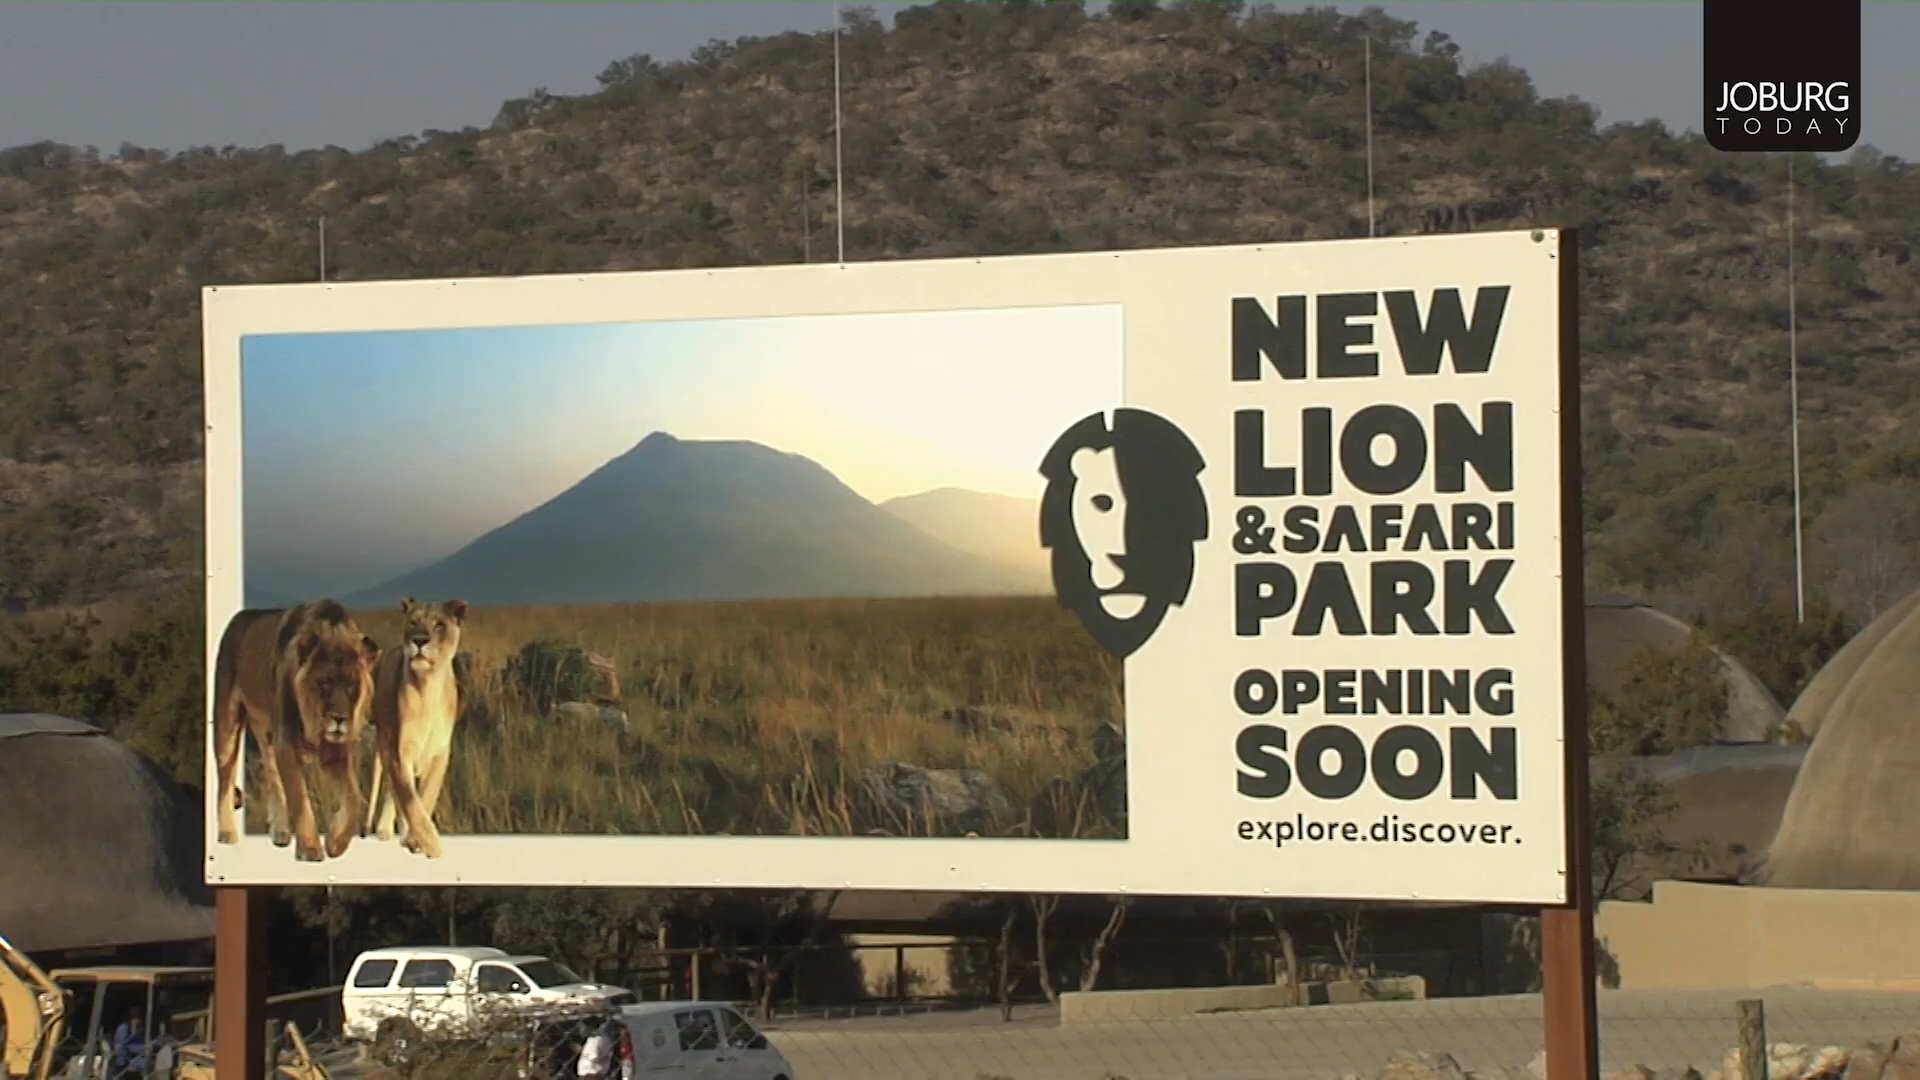 JOBURG
TODAY
NEW
LION
& SAFARI
PARK
OPENING
SOON
explore.discover.